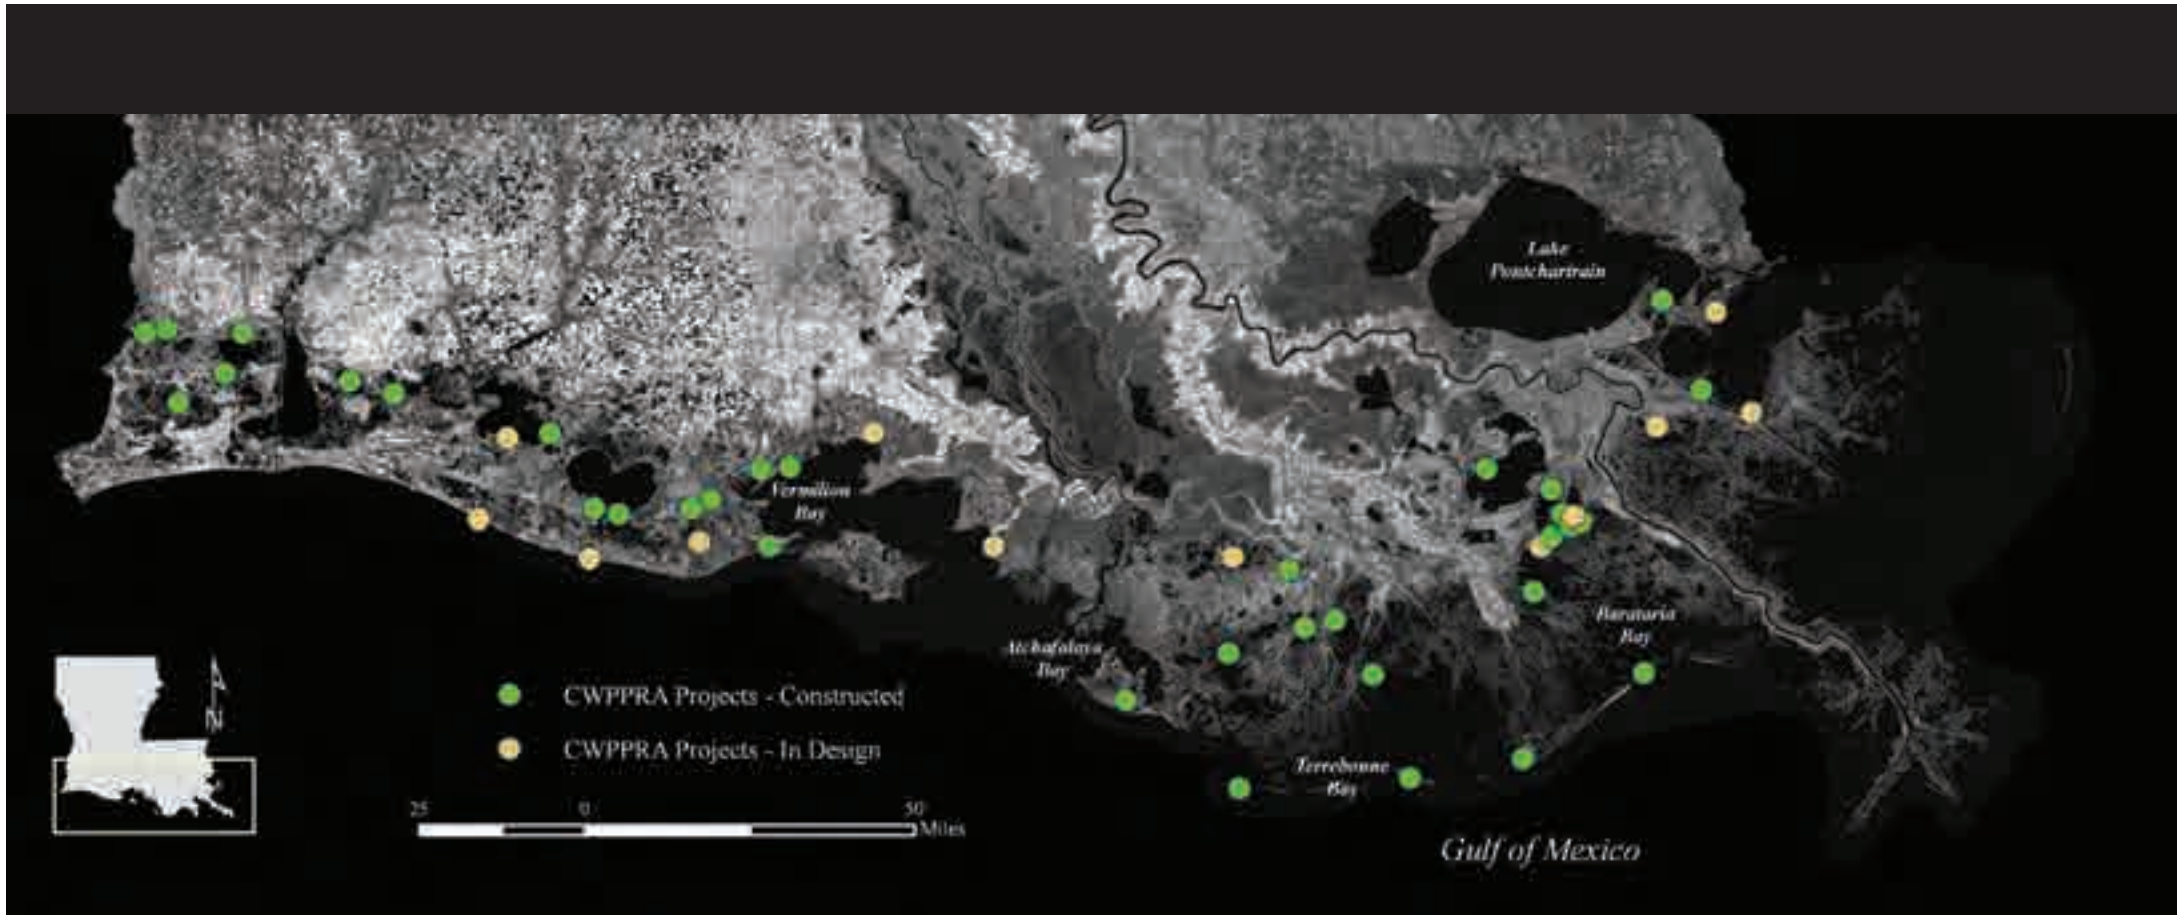 Lake
Pontchartrain
Vermilion
Bay
Barataria
Bay
Atchafalaya
Bay
Terrebonne
Bay
Gulf of Mexico
CWPPRA Projects - Constructed
CWPPRA Projects - In Design
N
25 0 50
Miles